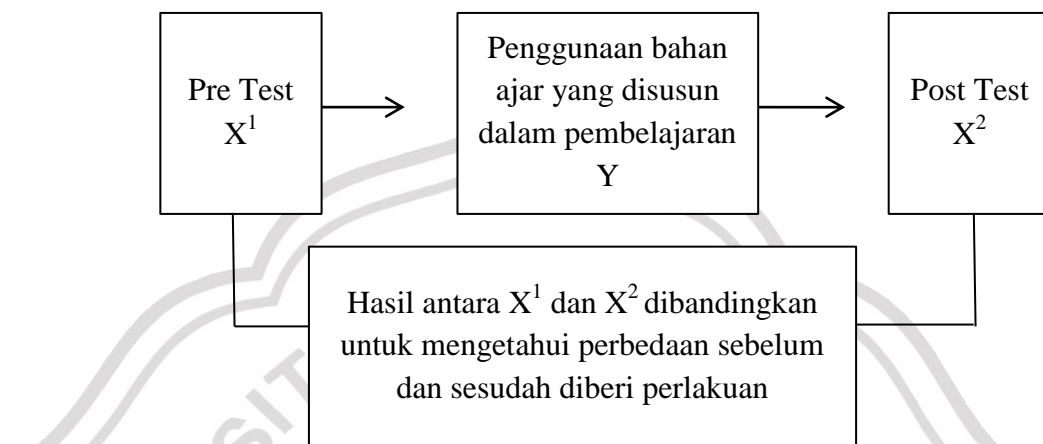 Pre Test
X¹
Penggunaan bahan
ajar yang disusun
dalam pembelajaran
Y
Post Test
X²
Hasil antara X¹ dan X² dibandingkan
untuk mengetahui perbedaan sebelum
dan sesudah diberi perlakuan
SIT